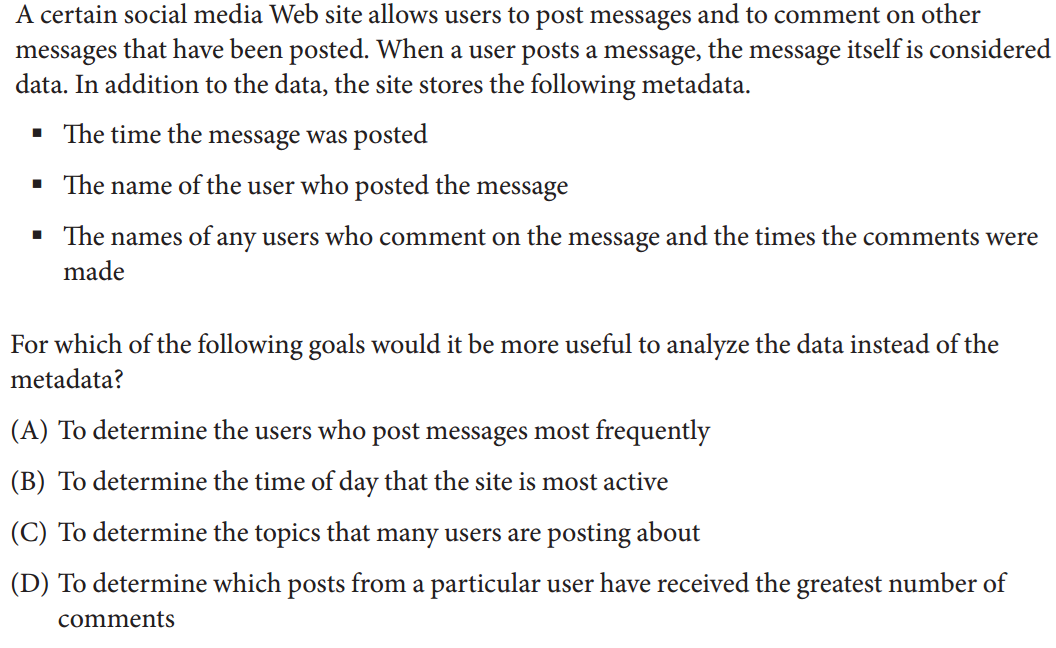 A certain social media Web site allows users to post messages and to comment on other
messages that have been posted. When a user posts a message, the message itself is considered
data. In addition to the data, the site stores the following metadata.
▪ The time the message was posted
▪ The name of the user who posted the message
▪ The names of any users who comment on the message and the times the comments were
made
For which of the following goals would it be more useful to analyze the data instead of the
metadata?
(A) To determine the users who post messages most frequently
(B) To determine the time of day that the site is most active
(C) To determine the topics that many users are posting about
(D) To determine which posts from a particular user have received the greatest number of
comments